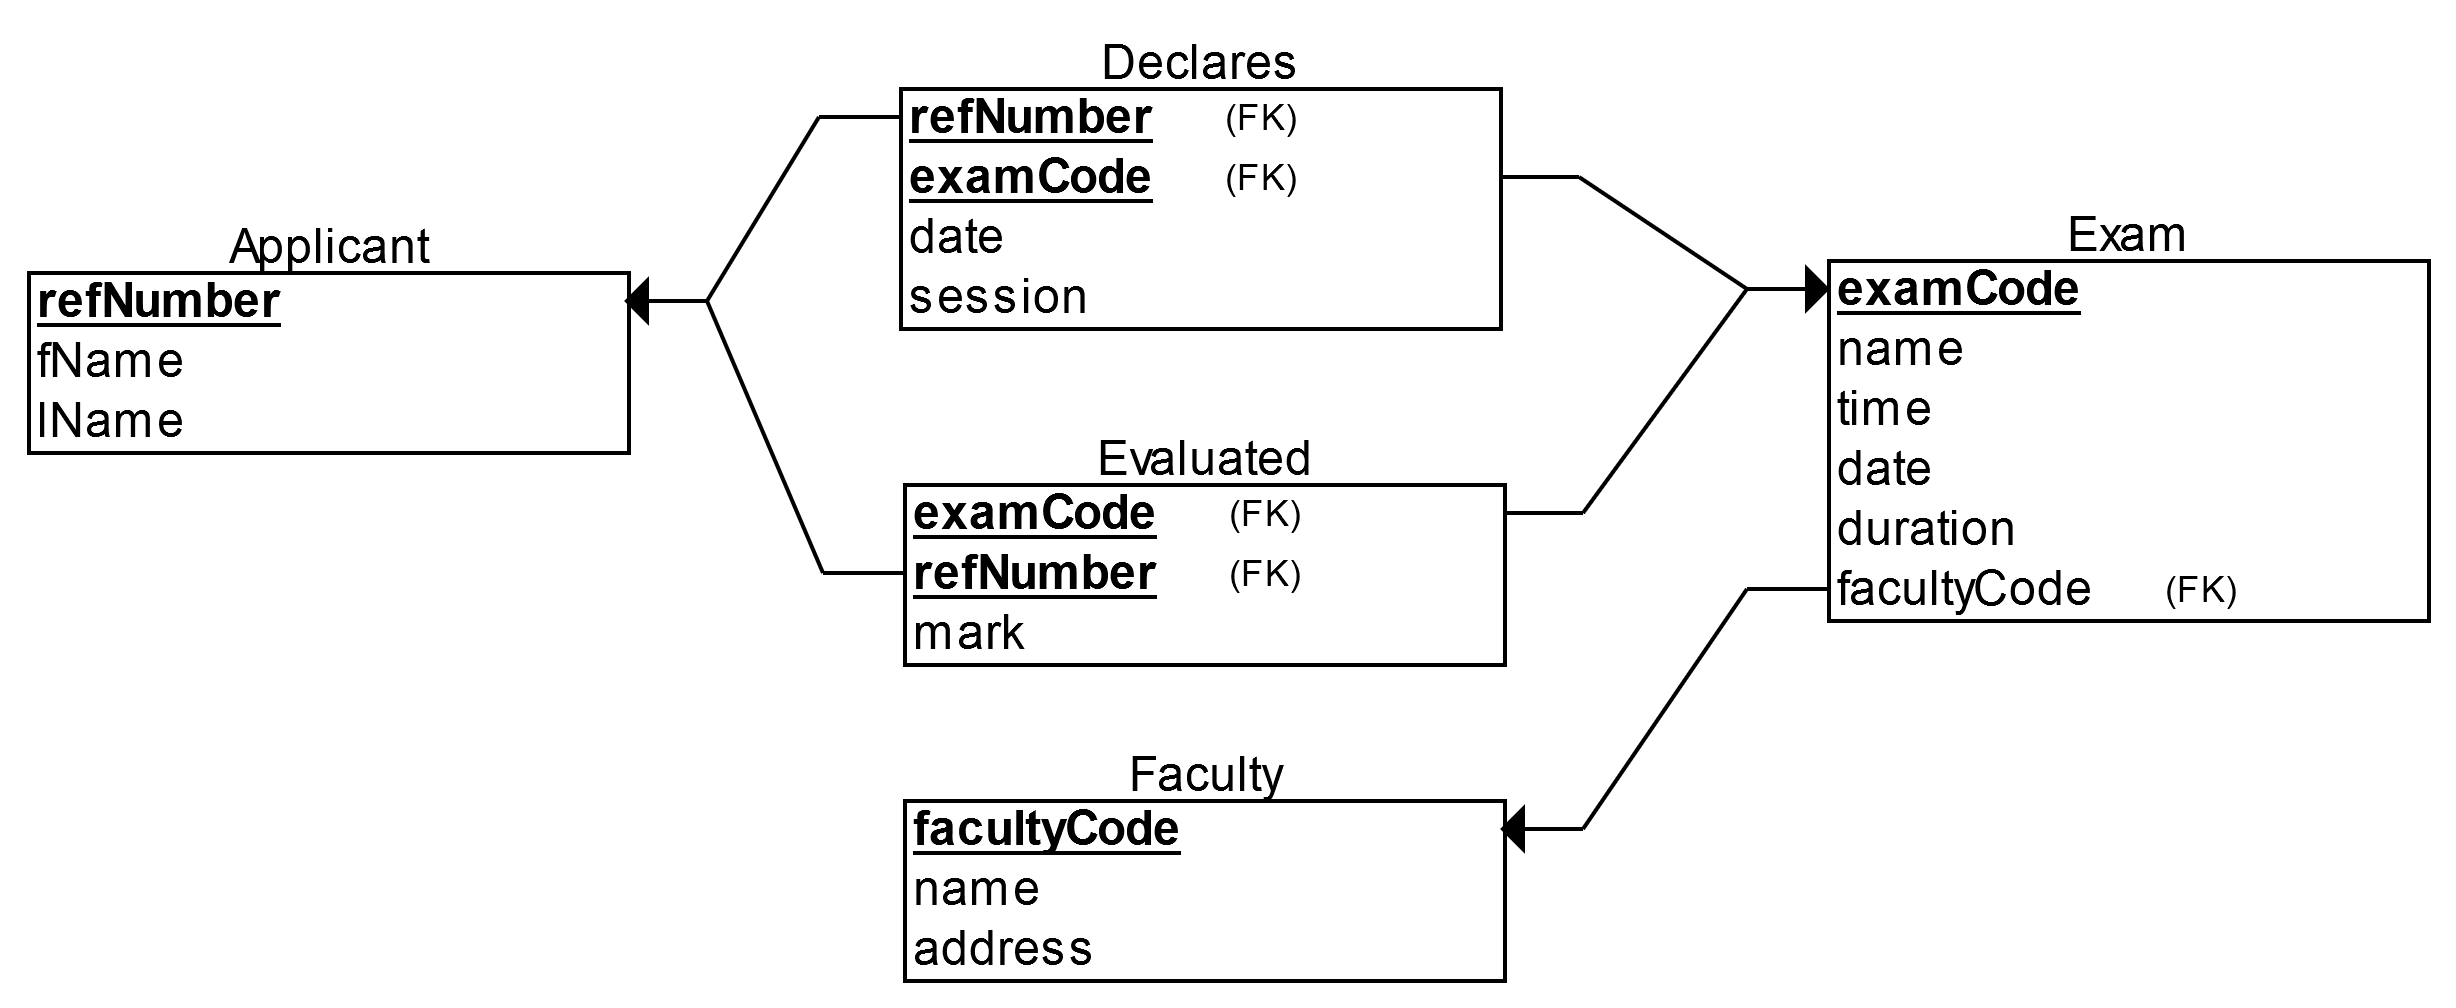 Applicant
refNumber
fName
lName
Declares
refNumber (FK)
examCode (FK)
date
session
Evaluated
examCode (FK)
refNumber (FK)
mark
Faculty
facultyCode
name
address
Exam
examCode
name
time
date
duration
facultyCode (FK)